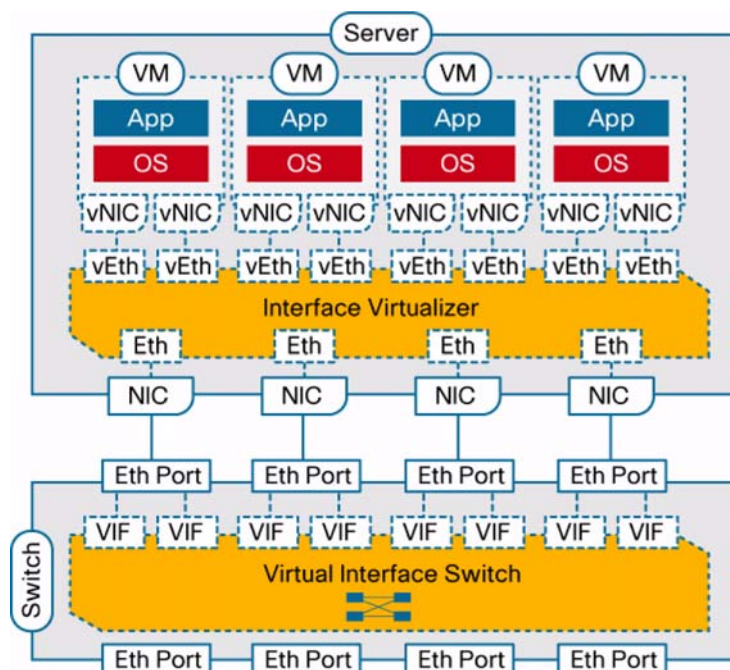 Server
VM VM VM VM
App App App App
OS OS OS OS
vNIC vNIC vNIC vNIC vNIC vNIC vNIC vNIC
vEth vEth vEth vEth vEth vEth vEth vEth
Interface Virtualizer
Eth Eth Eth Eth
NIC NIC NIC NIC
Eth Port Eth Port Eth Port Eth Port
VIF VIF VIF VIF VIF VIF VIF VIF
Switch
Virtual Interface Switch
Eth Port Eth Port Eth Port Eth Port